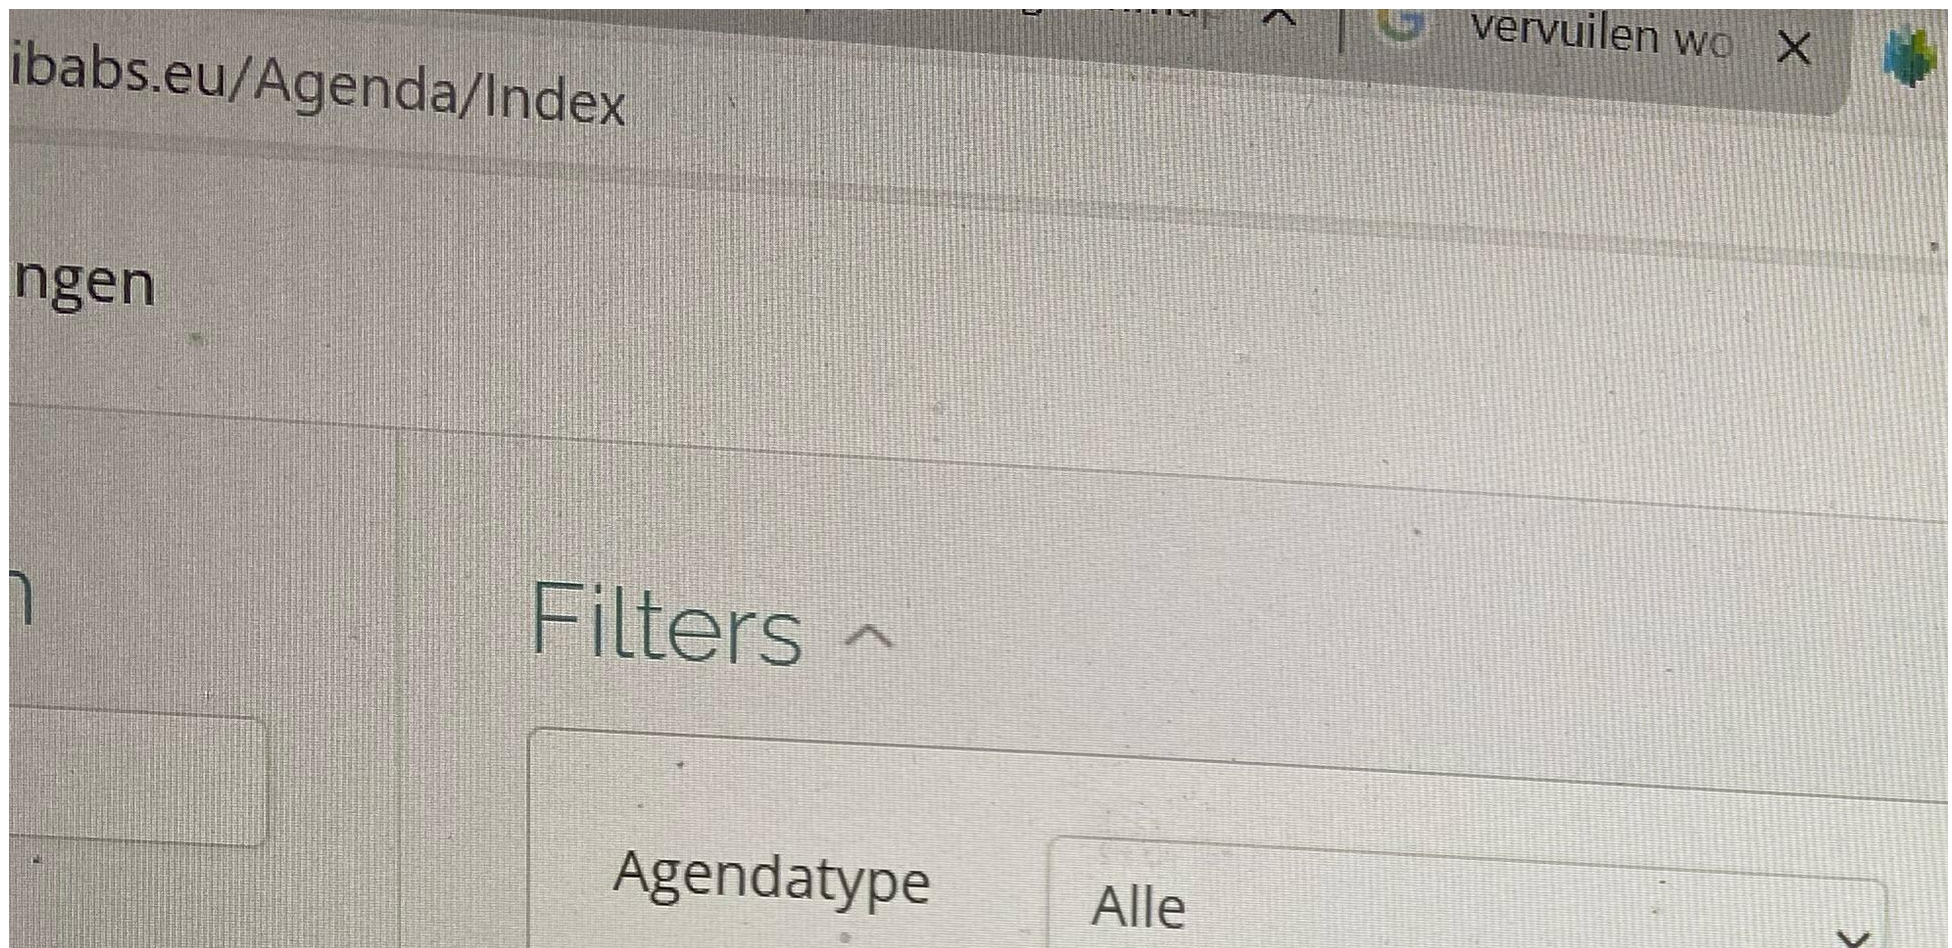 vervuilen wo
ibabs.eu/Agenda/Index
ngen
n
Filters
Agendatype Alle